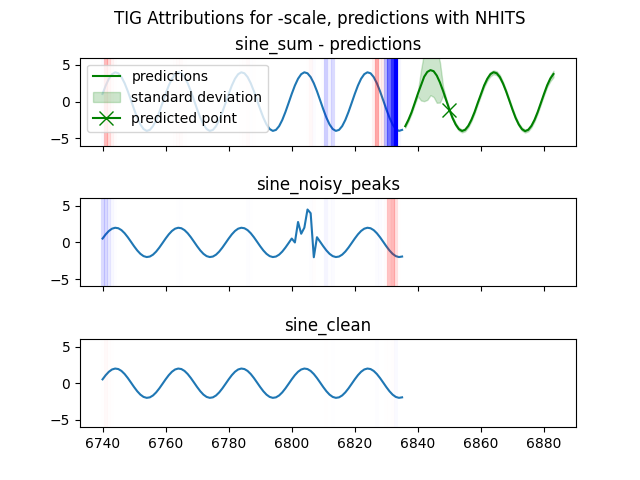 TIG Attributions for -scale, predictions with NHITS
sine_sum - predictions
5
0
−5
predictions
standard deviation
predicted point
sine_noisy_peaks
5
0
−5
sine_clean
5
0
−5
6740 6760 6780 6800 6820 6840 6860 6880